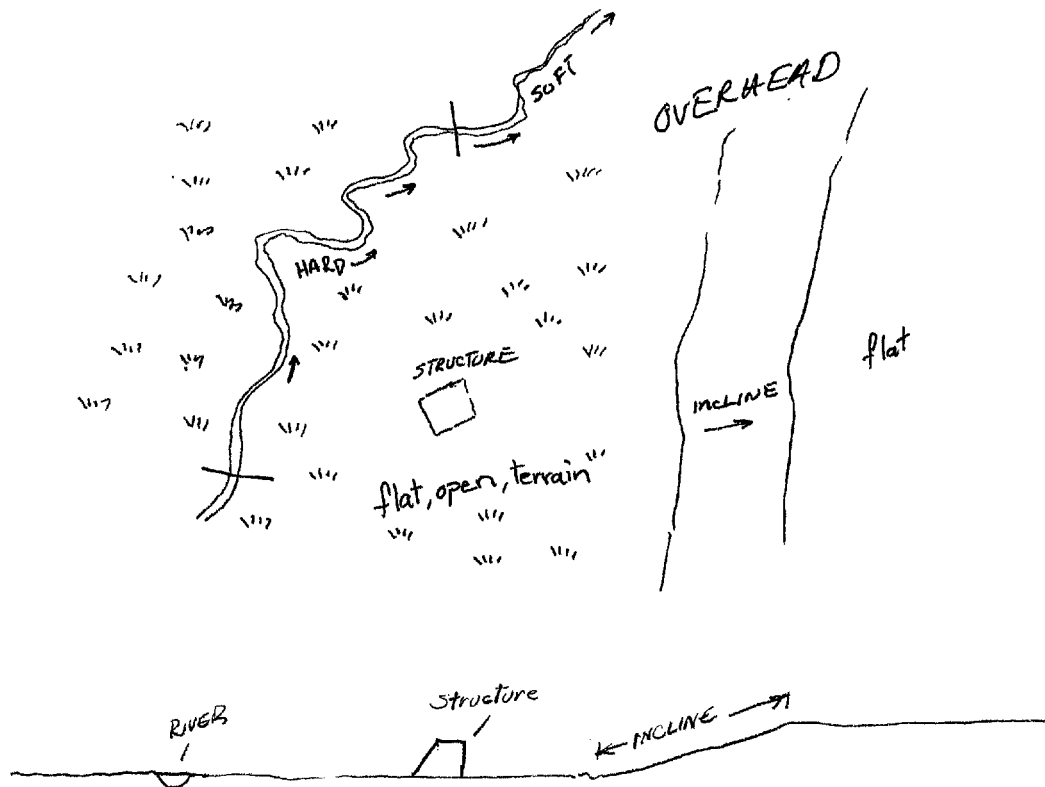 SOFT
OVERHEAD
HARD
STRUCTURE
flat
INCLINE
flat, open, terrain
Structure
RIVER
INCLINE